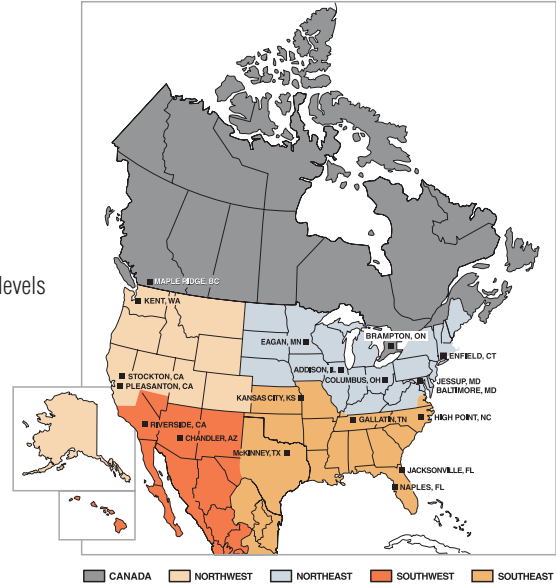 levels
MAPLE RIDGE, BC
KENT, WA
BRAMPTON, ON
EAGAN, MN
ENFIELD, CT
ADDISON, IL
COLUMBUS, OH
STOCKTON, CA
PLEASANTON, CA
JESSUP, MD
BALTIMORE, MD
KANSAS CITY, KS
HIGH POINT, NC
GALLATIN, TN
RIVERSIDE, CA
CHANDLER, AZ
McKINNEY, TX
JACKSONVILLE, FL
NAPLES, FL
CANADA NORTHWEST NORTHEAST SOUTHWEST SOUTHEAST